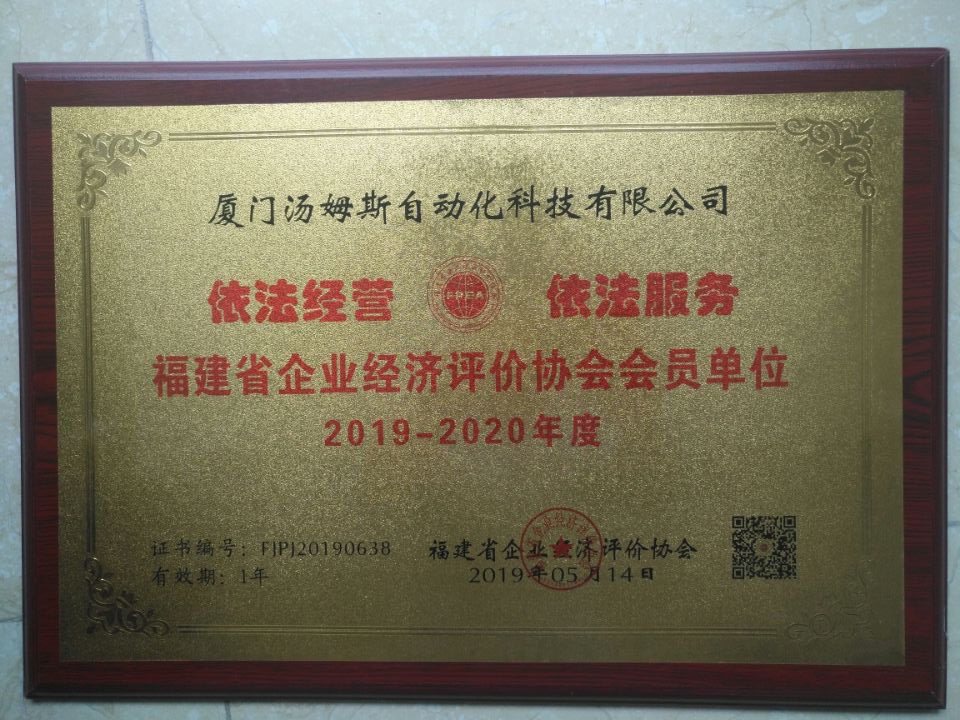 厦门汤姆斯自动化科技有限公司
依法经营 依法服务
福建省企业经济评价协会会员单位
2019-2020年度
证书编号：FJPJ20190638 福建省企业经济评价协会
有效期：1年 2019年05月14日